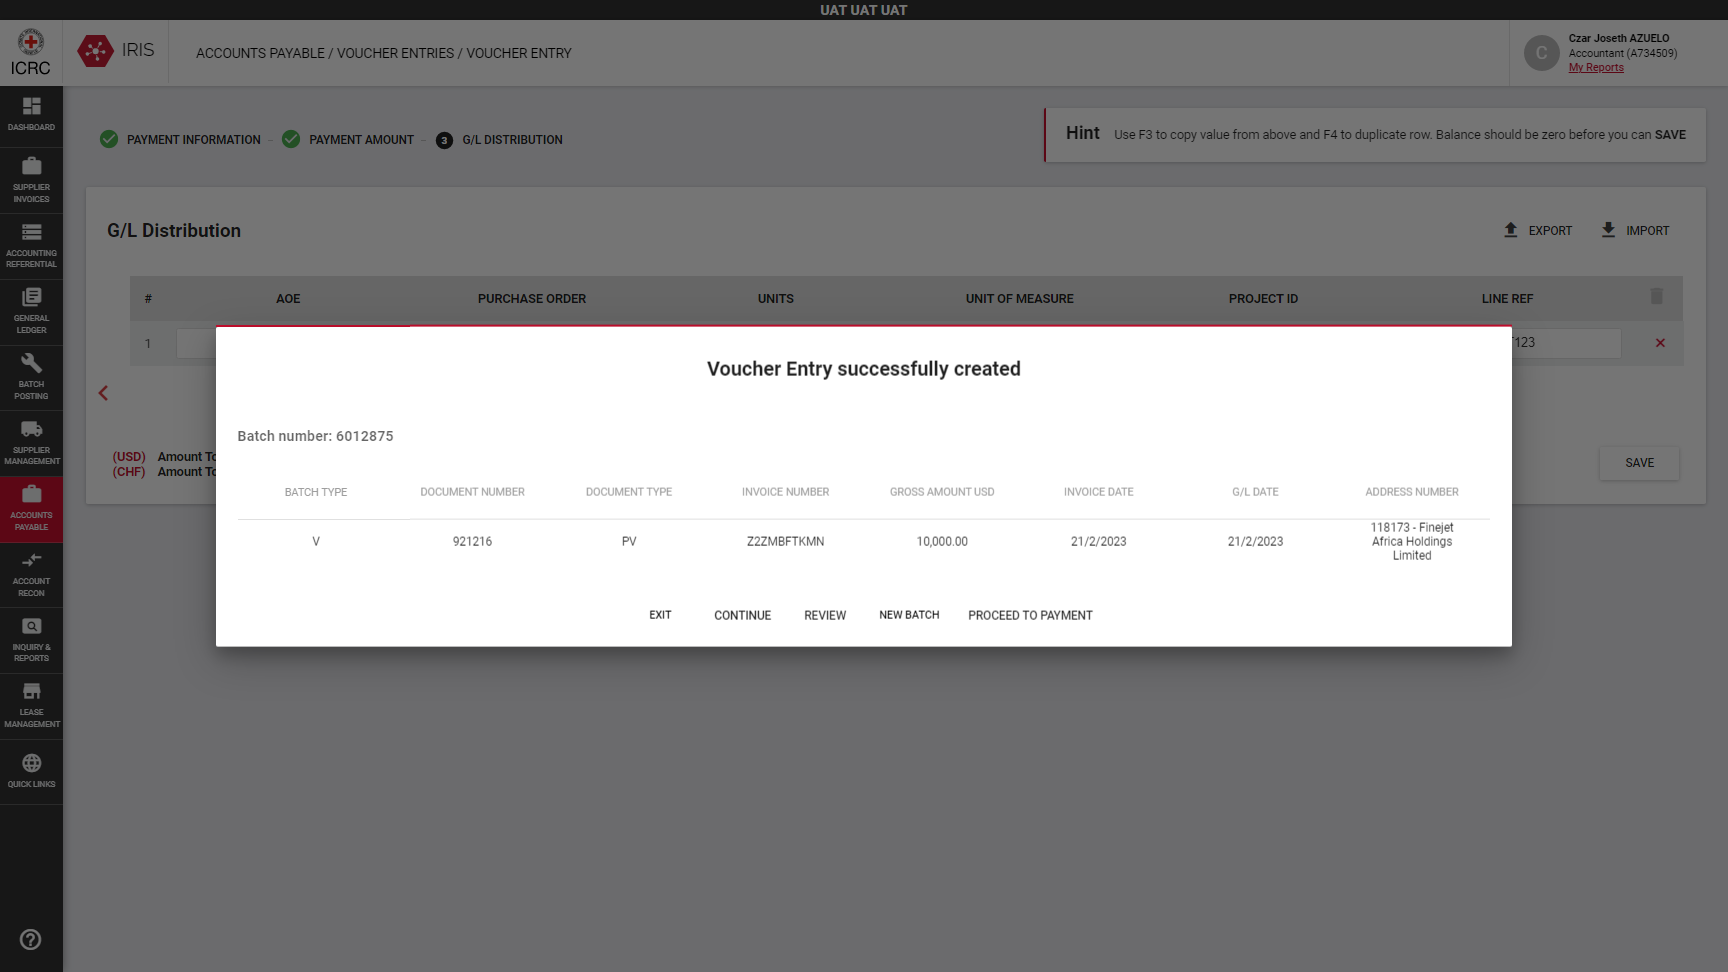 UAT UAT UAT
ICRC
IRIS
ACCOUNTS PAYABLE / VOUCHER ENTRIES / VOUCHER ENTRY
C
Czar Joseth AZUELO
Accountant (A734509)
My Reports
DASHBOARD
SUPPLIER
INVOICES
ACCOUNTING
REFERENTIAL
GENERAL
LEDGER
BATCH
POSTING
SUPPLIER
MANAGEMENT
ACCOUNTS
PAYABLE
ACCOUNT
RECON
INQUIRY &
REPORTS
LEASE
MANAGEMENT
QUICK LINKS
PAYMENT INFORMATION
PAYMENT AMOUNT
3 G/L DISTRIBUTION
Hint Use F3 to copy value from above and F4 to duplicate row. Balance should be zero before you can SAVE
G/L Distribution
EXPORT IMPORT
# AOE PURCHASE ORDER UNITS UNIT OF MEASURE PROJECT ID LINE REF
1 123
(USD) Amount To
(CHF) Amount To
SAVE
Voucher Entry successfully created
Batch number: 6012875
BATCH TYPE DOCUMENT NUMBER DOCUMENT TYPE INVOICE NUMBER GROSS AMOUNT USD INVOICE DATE G/L DATE ADDRESS NUMBER
V 921216 PV Z2ZMBFTKMN 10,000.00 21/2/2023 21/2/2023 118173 - Finejet
Africa Holdings
Limited
EXIT CONTINUE REVIEW NEW BATCH PROCEED TO PAYMENT